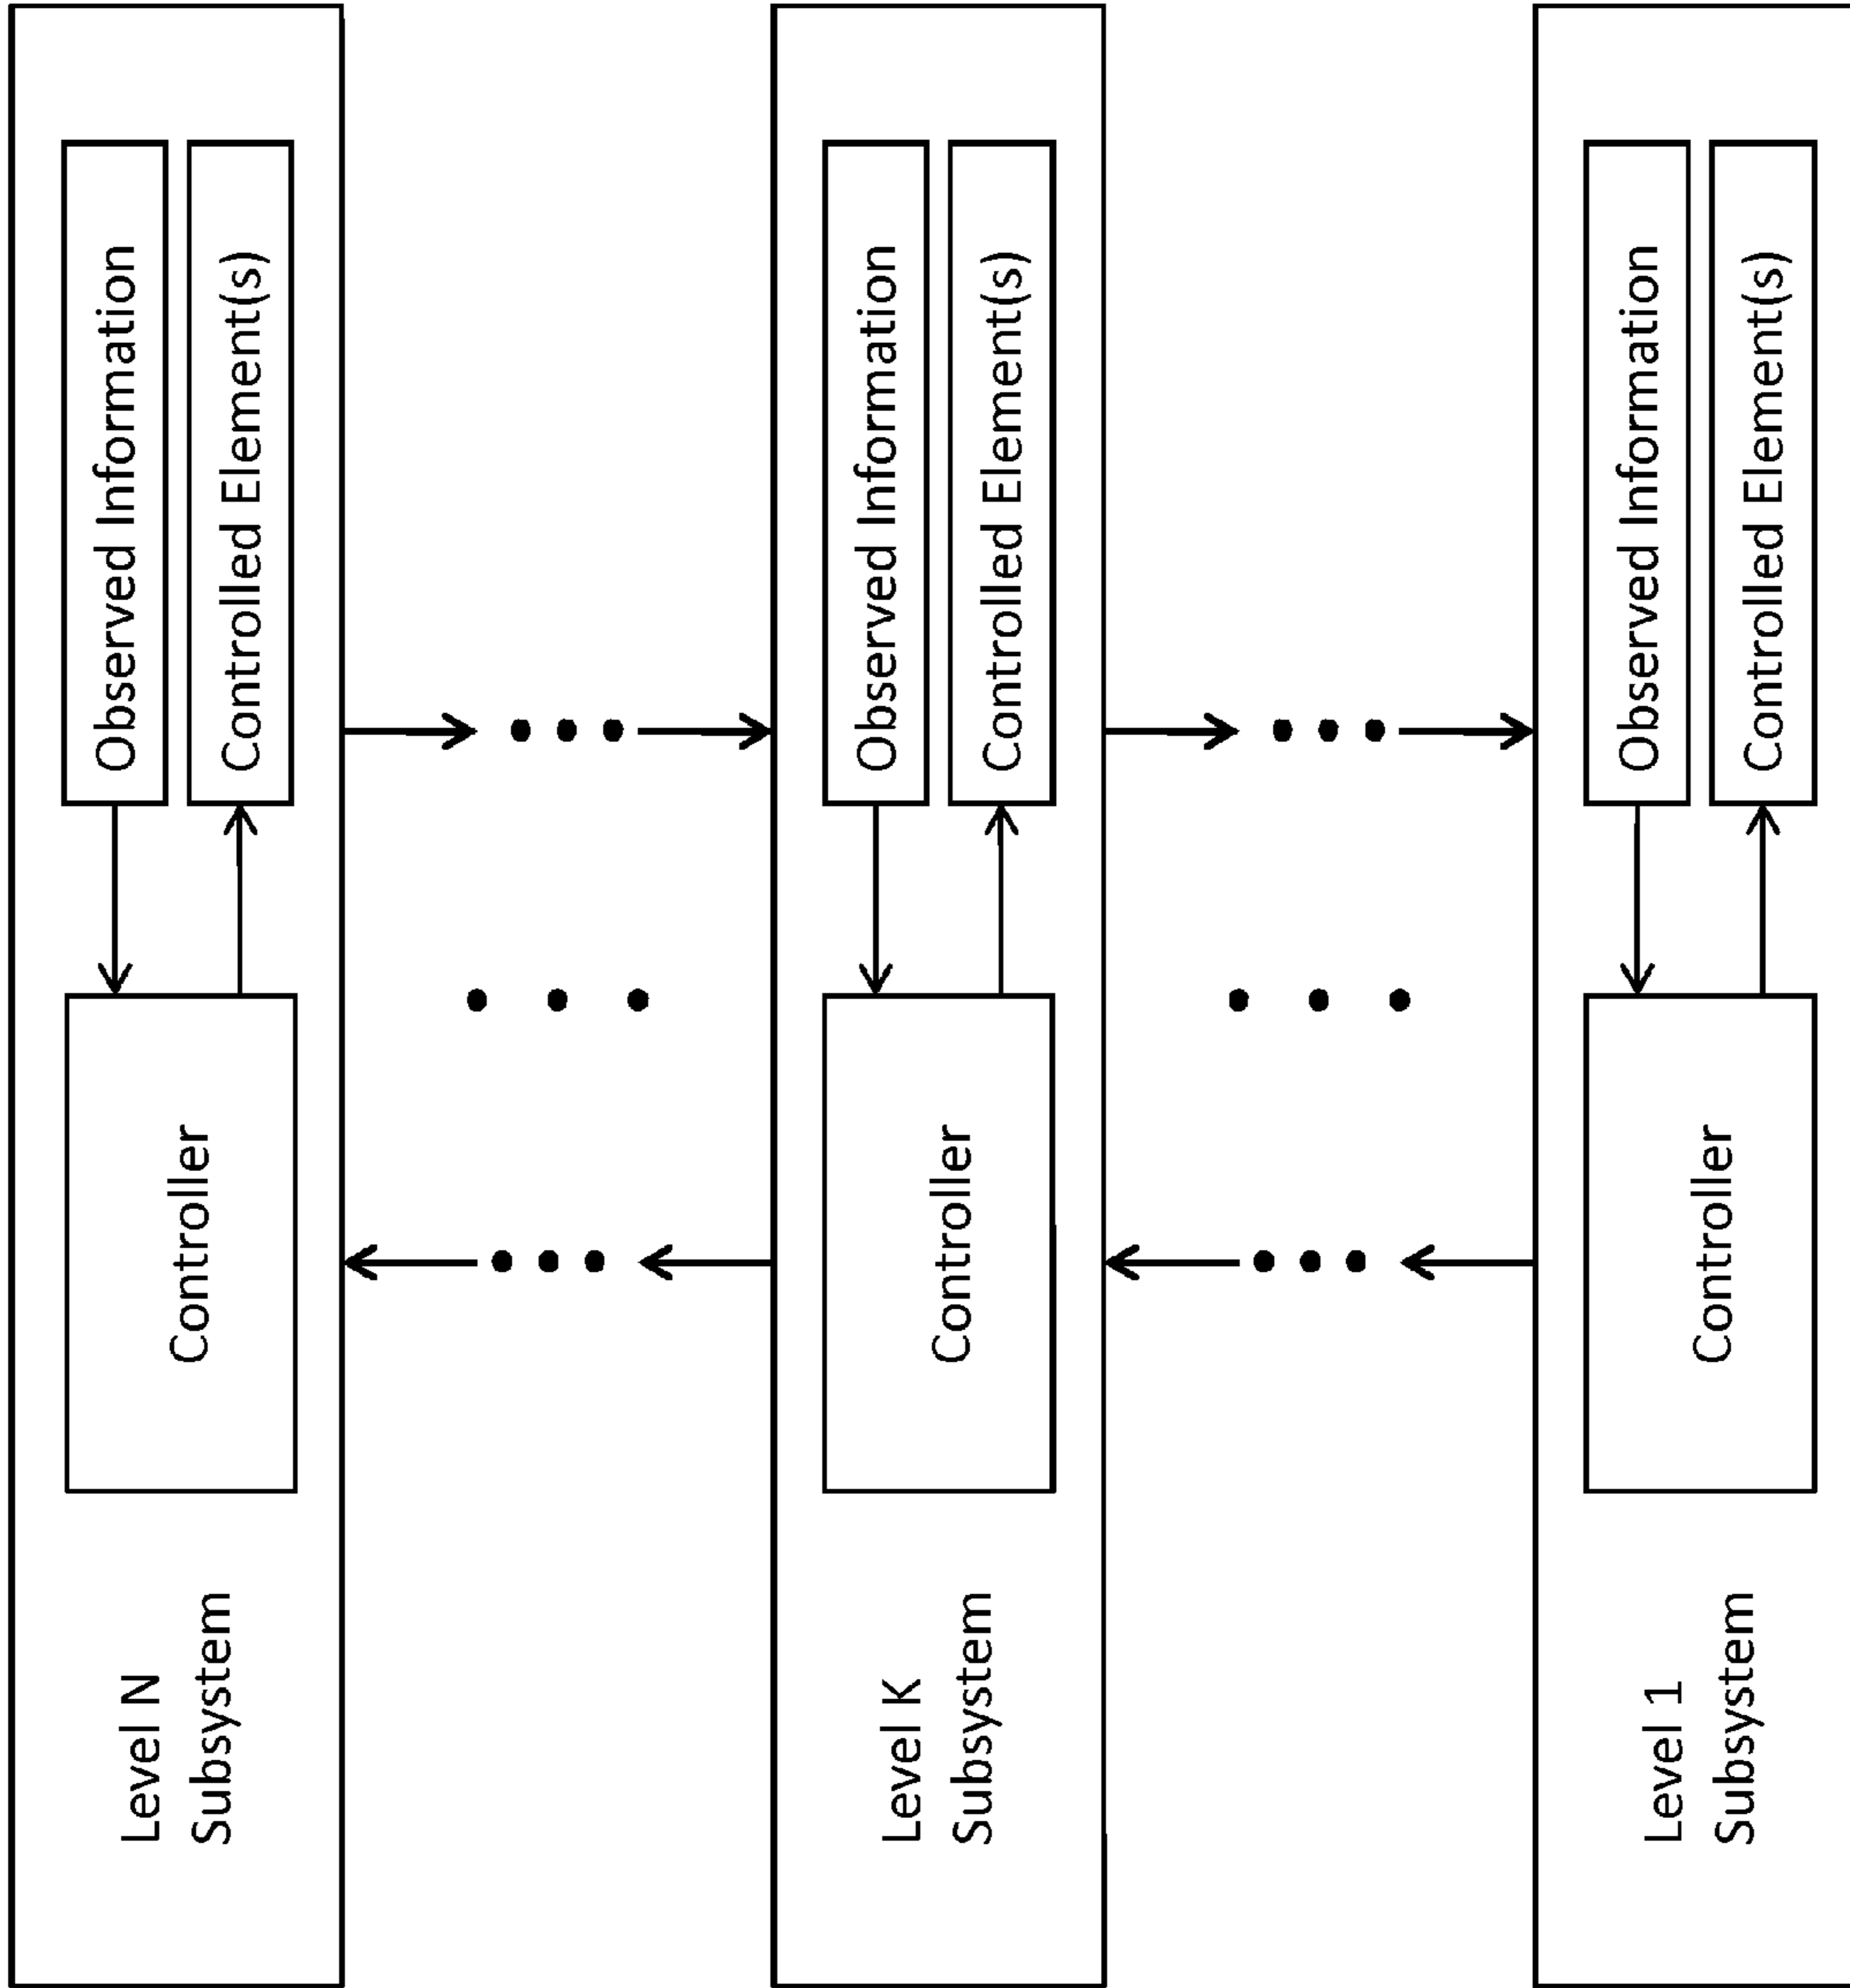 Level N
Subsystem
Controller
Observed Information
Controlled Element(s)
Level K
Subsystem
Controller
Observed Information
Controlled Element(s)
Level 1
Subsystem
Controller
Observed Information
Controlled Element(s)